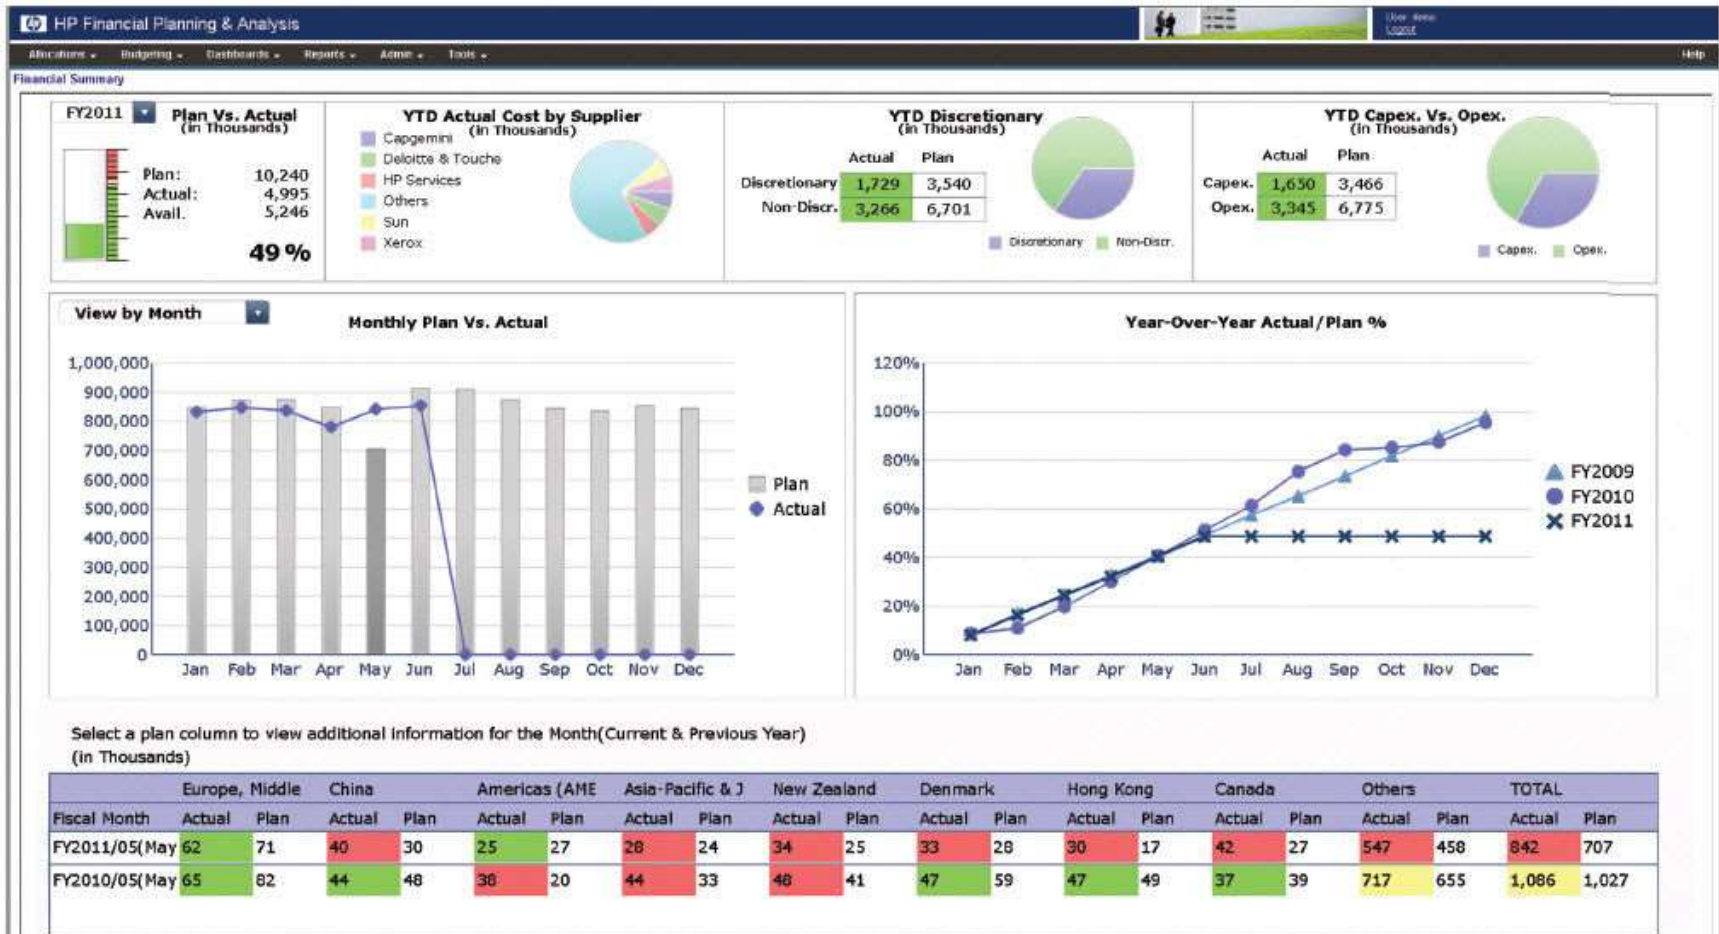 HP Financial Planning & Analysis
Logout
Allocations Budgeting Dashboards Reports Admin Tools Help
Financial Summary
FY2011 Plan Vs. Actual
(in Thousands)
Plan: 10,240
Actual: 4,995
Avail. 5,246
49%
YTD Actual Cost by Supplier
(in Thousands)
Capgemini
Deloitte & Touche
HP Services
Others
Sun
Xerox
YTD Discretionary
(in Thousands)
Actual Plan
Discretionary 1,729 3,540
Non-Discr. 3,266 6,701
Discretionary Non-Discr.
YTD Capex. Vs. Opex.
(in Thousands)
Actual Plan
Capex. 1,650 3,466
Opex. 3,345 6,775
Capex. Opex.
View by Month
Monthly Plan Vs. Actual
1,000,000
900,000
800,000
700,000
600,000
500,000
400,000
300,000
200,000
100,000
0
Jan Feb Mar Apr May Jun Jul Aug Sep Oct Nov Dec
Plan
Actual
Year-Over-Year Actual/Plan %
120%
100%
80%
60%
40%
20%
0%
Jan Feb Mar Apr May Jun Jul Aug Sep Oct Nov Dec
FY2009
FY2010
FY2011
Select a plan column to view additional information for the Month(Current & Previous Year)
(in Thousands)
Europe, Middle China Americas (AME Asia-Pacific & J New Zealand Denmark Hong Kong Canada Others TOTAL
Fiscal Month Actual Plan Actual Plan Actual Plan Actual Plan Actual Plan Actual Plan Actual Plan Actual Plan Actual Plan Actual Plan
FY2011/05(May 62 71 40 30 25 27 28 24 34 25 33 28 30 17 42 27 547 458 842 707
FY2010/05(May 65 82 44 48 38 20 44 33 48 41 47 59 47 49 37 39 717 655 1,086 1,027